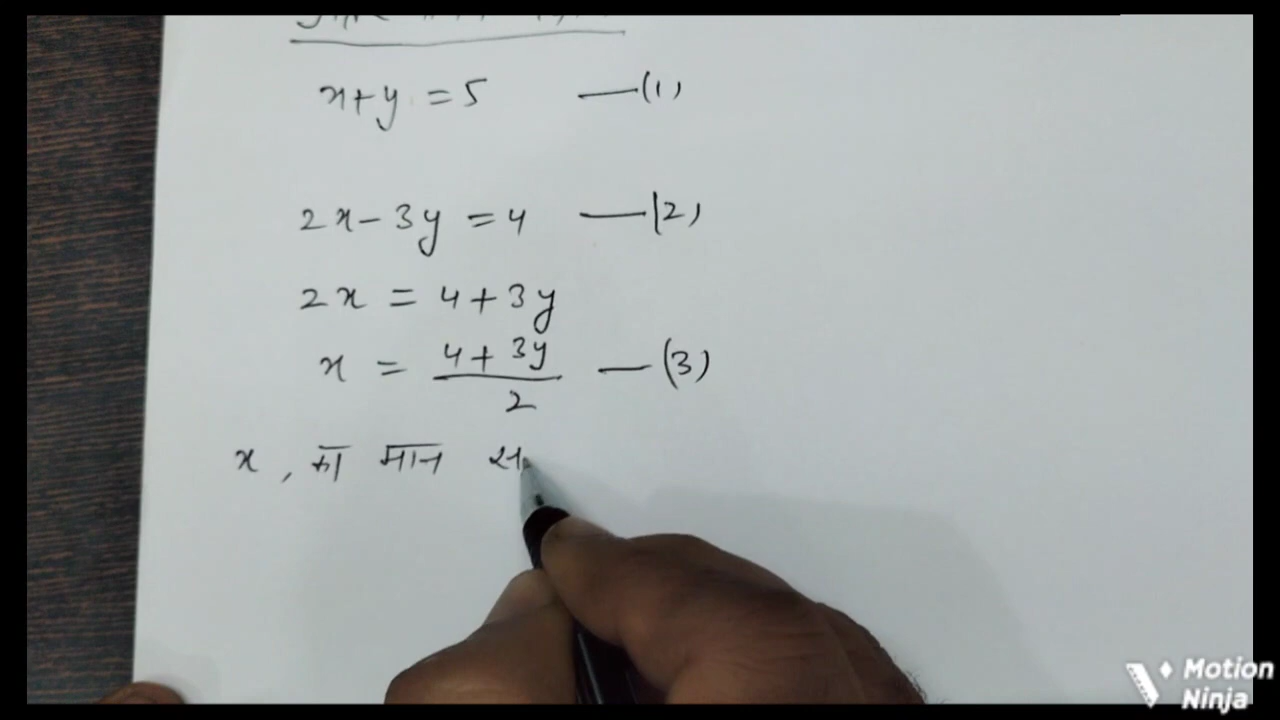 x+y = 5 —(1)
2x-3y = 4 —(2)
2x = 4+3y
x = 4+3y — (3)
2
x, का मान
Motion
Ninja